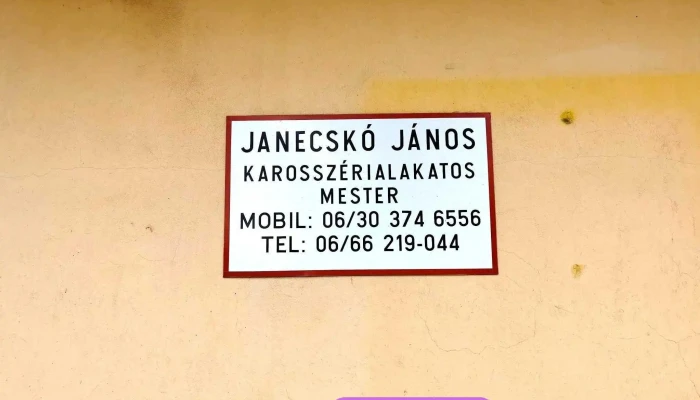 JANECSKÓ JÁNOS
KAROSSZÉRIALAKATOS
MESTER
MOBIL: 06/30 374 6556
TEL: 06/66 219-044